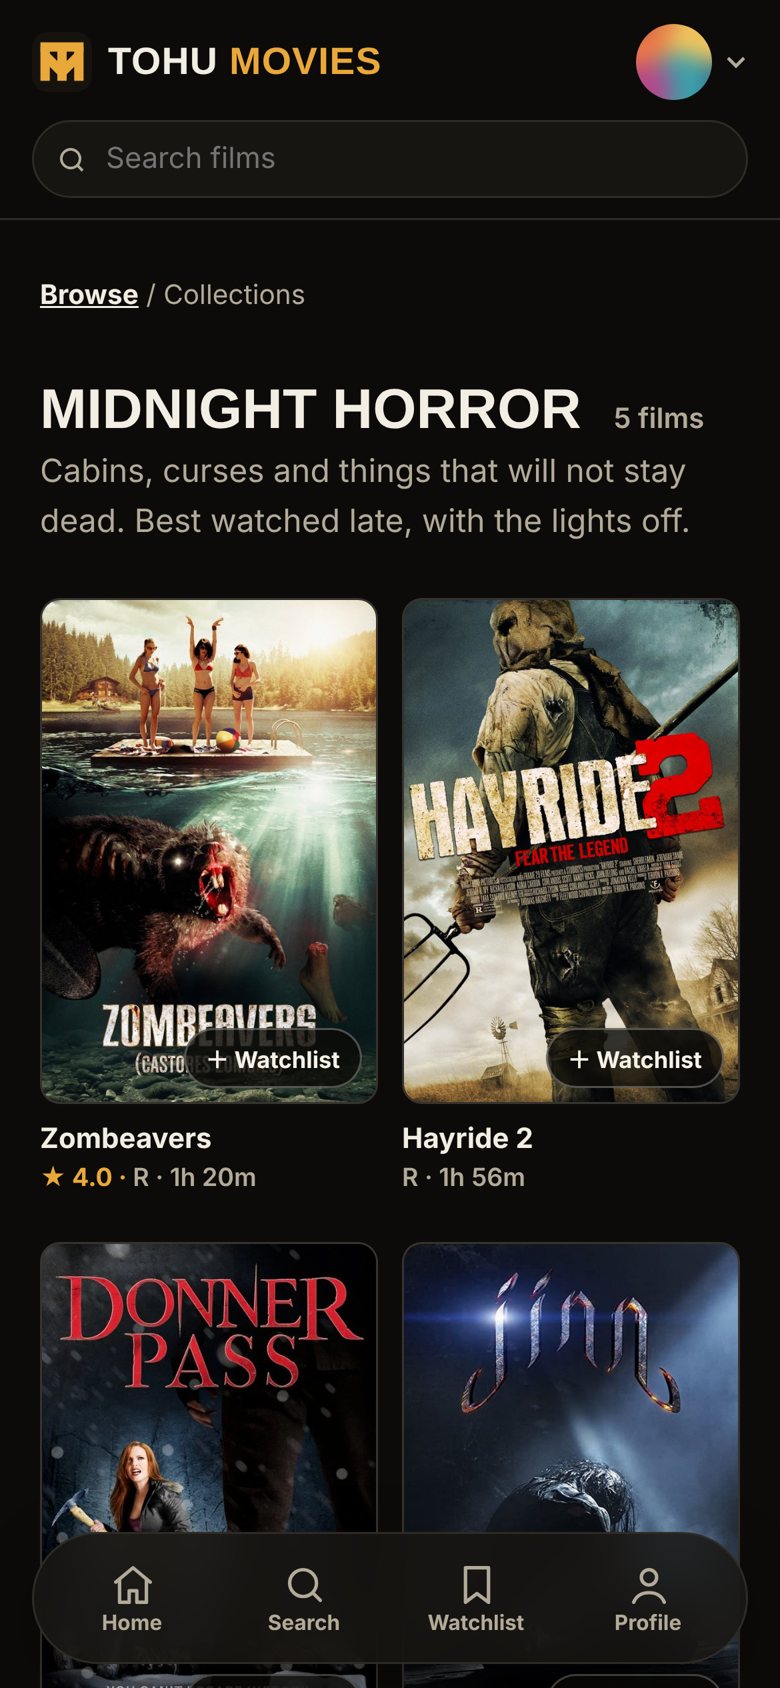 TOHU MOVIES
Search films
Browse / Collections
MIDNIGHT HORROR 5 films
Cabins, curses and things that will not stay
dead. Best watched late, with the lights off.
ZOMBEAVERS
+ Watchlist
HAYRIDE 2
FEAR THE LEGEND
+ Watchlist
Zombeavers
★ 4.0 · R · 1h 20m
Hayride 2
R · 1h 56m
DONNER
PASS
jinn
Home
Search
Watchlist
Profile